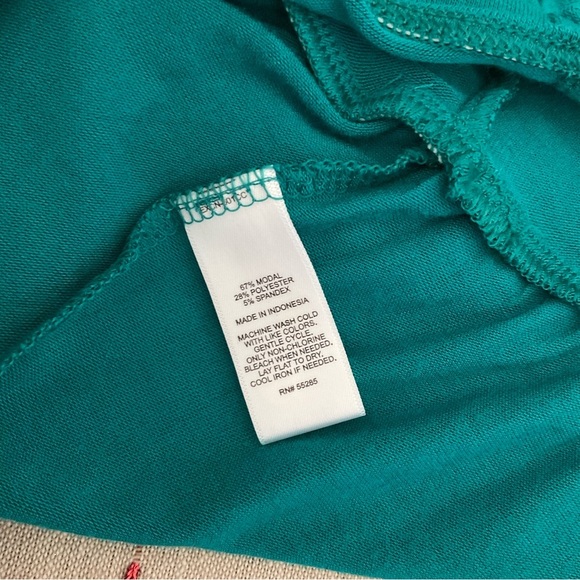 67% MODAL
28% POLYESTER
5% SPANDEX
MADE IN INDONESIA
MACHINE WASH COLD
WITH LIKE COLORS.
GENTLE CYCLE.
ONLY NON-CHLORINE
BLEACH WHEN NEEDED.
LAY FLAT TO DRY.
COOL IRON IF NEEDED.
RN# 55285